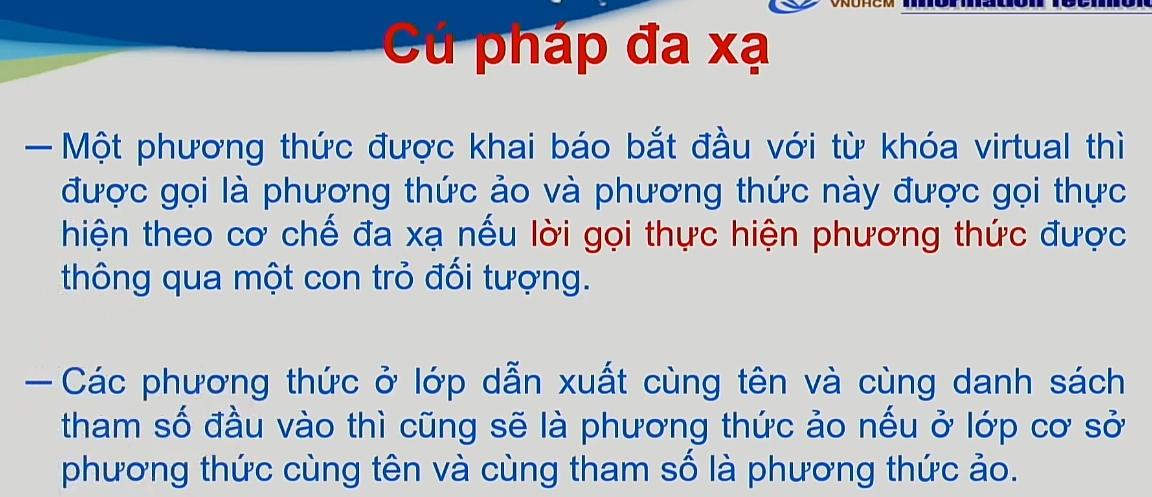 VNUHCM Information Technolo
Cú pháp đa xạ
— Một phương thức được khai báo bắt đầu với từ khóa virtual thì
được gọi là phương thức ảo và phương thức này được gọi thực
hiện theo cơ chế đa xạ nếu lời gọi thực hiện phương thức được
thông qua một con trỏ đối tượng.
— Các phương thức ở lớp dẫn xuất cùng tên và cùng danh sách
tham số đầu vào thì cũng sẽ là phương thức ảo nếu ở lớp cơ sở
phương thức cùng tên và cùng tham số là phương thức ảo.